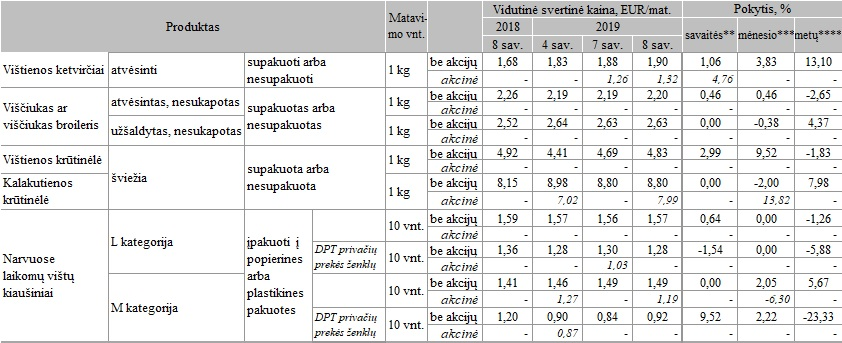 Produktas Matavi- Vidutinė svertinė kaina, EUR/mat. Pokytis, %
mo vnt. 2018 2019 savaitės** mėnesio*** metų****
8 sav. 4 sav. 7 sav. 8 sav.
Vištienos ketvirčiai atvėsinti supakuoti arba 1 kg be akcijų 1,68 1,83 1,88 1,90 1,06 3,83 13,10
nesupakuoti akcinė - - 1,26 1,32 4,76 - -
Viščiukas ar atvėsintas, nesukapotas supakuotas arba 1 kg be akcijų 2,26 2,19 2,19 2,20 0,46 0,46 -2,65
akcinė - - - - - - -
viščiukas broileris užšaldytas, nesukapotas nesupakuotas 1 kg be akcijų 2,52 2,64 2,63 2,63 0,00 -0,38 4,37
- - - - - - -
Vištienos krūtinėlė šviežia supakuota arba 1 kg be akcijų 4,92 4,41 4,69 4,83 2,99 9,52 -1,83
akcinė - - - - - - -
Kalakutienos nesupakuota 1 kg be akcijų 8,15 8,98 8,80 8,80 0,00 -2,00 7,98
krūtinėlė akcinė - 7,02 - 7,99 - 13,82 -
Narvuose L kategorija įpakuoti į 10 vnt. be akcijų 1,59 1,57 1,56 1,57 0,64 0,00 -1,26
akcinė - - - - - - -
laikomų vištų popierines DPT privačių 10 vnt. be akcijų 1,36 1,28 1,30 1,28 -1,54 0,00 -5,88
prekės ženklų akcinė - - 1,03 - - - -
kiaušiniai M kategorija arba 10 vnt. be akcijų 1,41 1,46 1,49 1,49 0,00 2,05 5,67
plastikines akcinė - 1,27 - 1,19 - -6,30 -
pakuotes DPT privačių 10 vnt. be akcijų 1,20 0,90 0,84 0,92 9,52 2,22 -23,33
prekės ženklų akcinė - 0,87 - - - - -